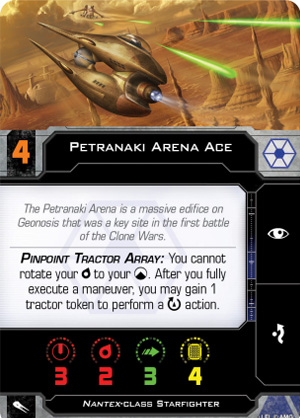 4 Petranaki Arena Ace
The Petranaki Arena is a massive edifice on
Geonosis that was a key site in the first battle
of the Clone Wars.
Pinpoint Tractor Array: You cannot
rotate your to your . After you fully
execute a maneuver, you may gain 1
tractor token to perform a action.
3 2 3 4
Nantex-class Starfighter